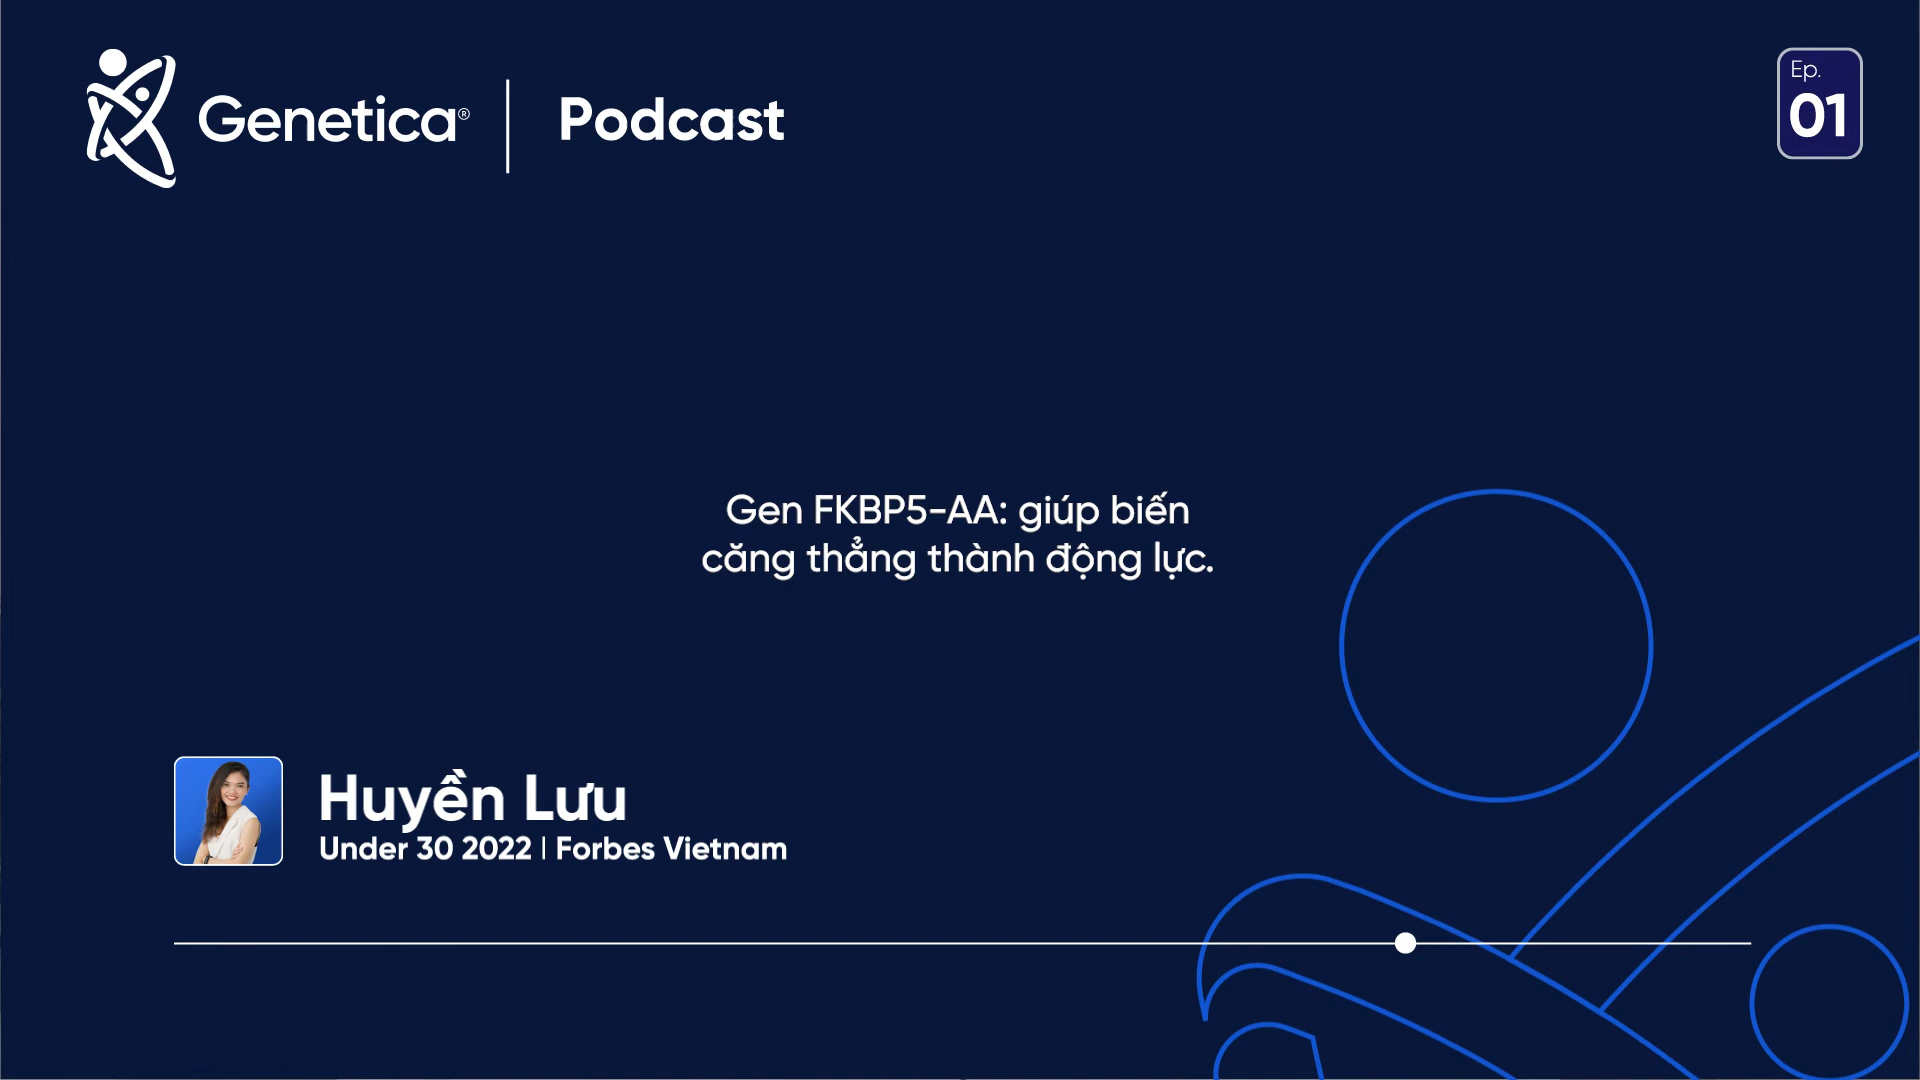 Genetica®
Podcast
Ep.
01
Gen FKBP5-AA: giúp biến
căng thẳng thành động lực.
Huyền Lưu
Under 30 2022 | Forbes Vietnam